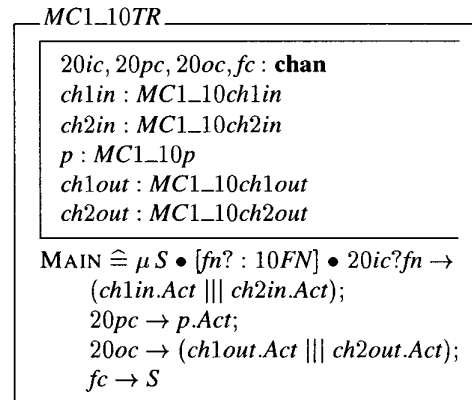 MC1_10TR
20ic, 20pc, 20oc, fc : chan
ch1in : MC1_10ch1in
ch2in : MC1_10ch2in
p : MC1_10p
ch1out : MC1_10ch1out
ch2out : MC1_10ch2out
MAIN ≙ μ S • [fn? : 10FN] • 20ic?fn →
(ch1in.Act ||| ch2in.Act);
20pc → p.Act;
20oc → (ch1out.Act ||| ch2out.Act);
fc → S